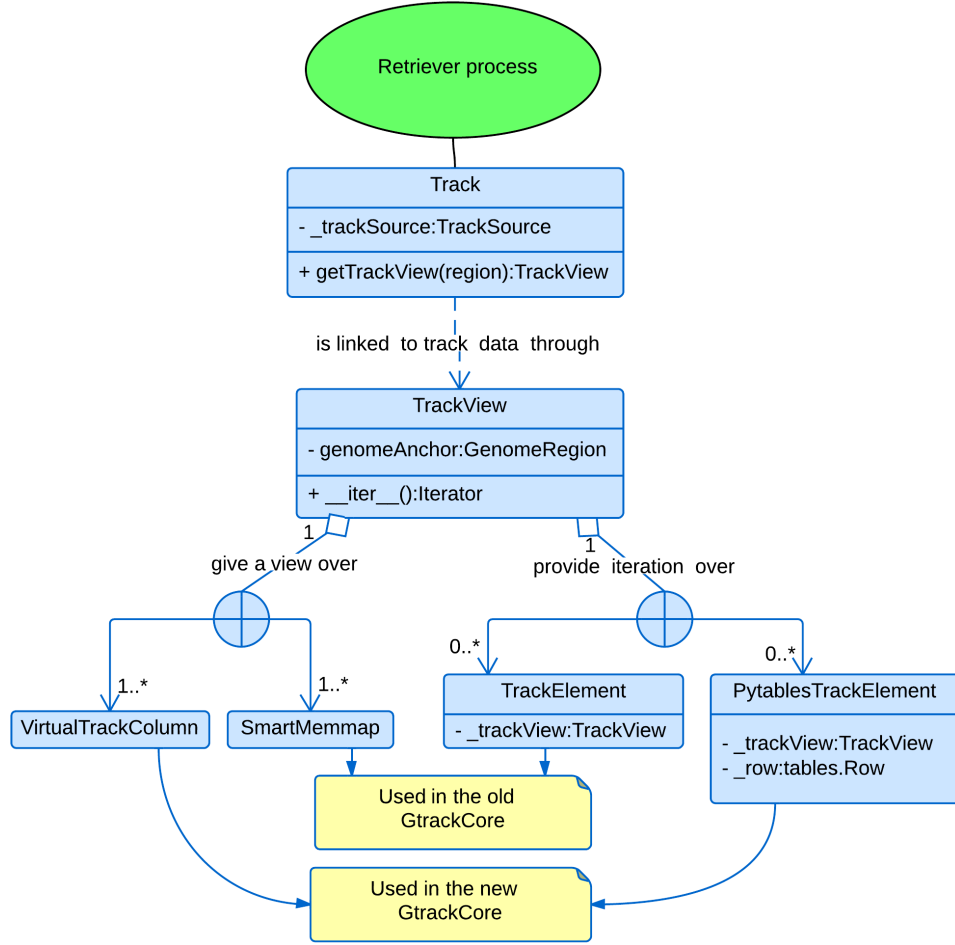 Retriever process
Track
- _trackSource:TrackSource
+ getTrackView(region):TrackView
is linked to track data through
TrackView
- genomeAnchor:GenomeRegion
+ __iter__():Iterator
1
1
give a view over
provide iteration over
0..*
0..*
1..*
1..*
VirtualTrackColumn
SmartMemmap
TrackElement
- _trackView:TrackView
PytablesTrackElement
- _trackView:TrackView
- _row:tables.Row
Used in the old
GtrackCore
Used in the new
GtrackCore